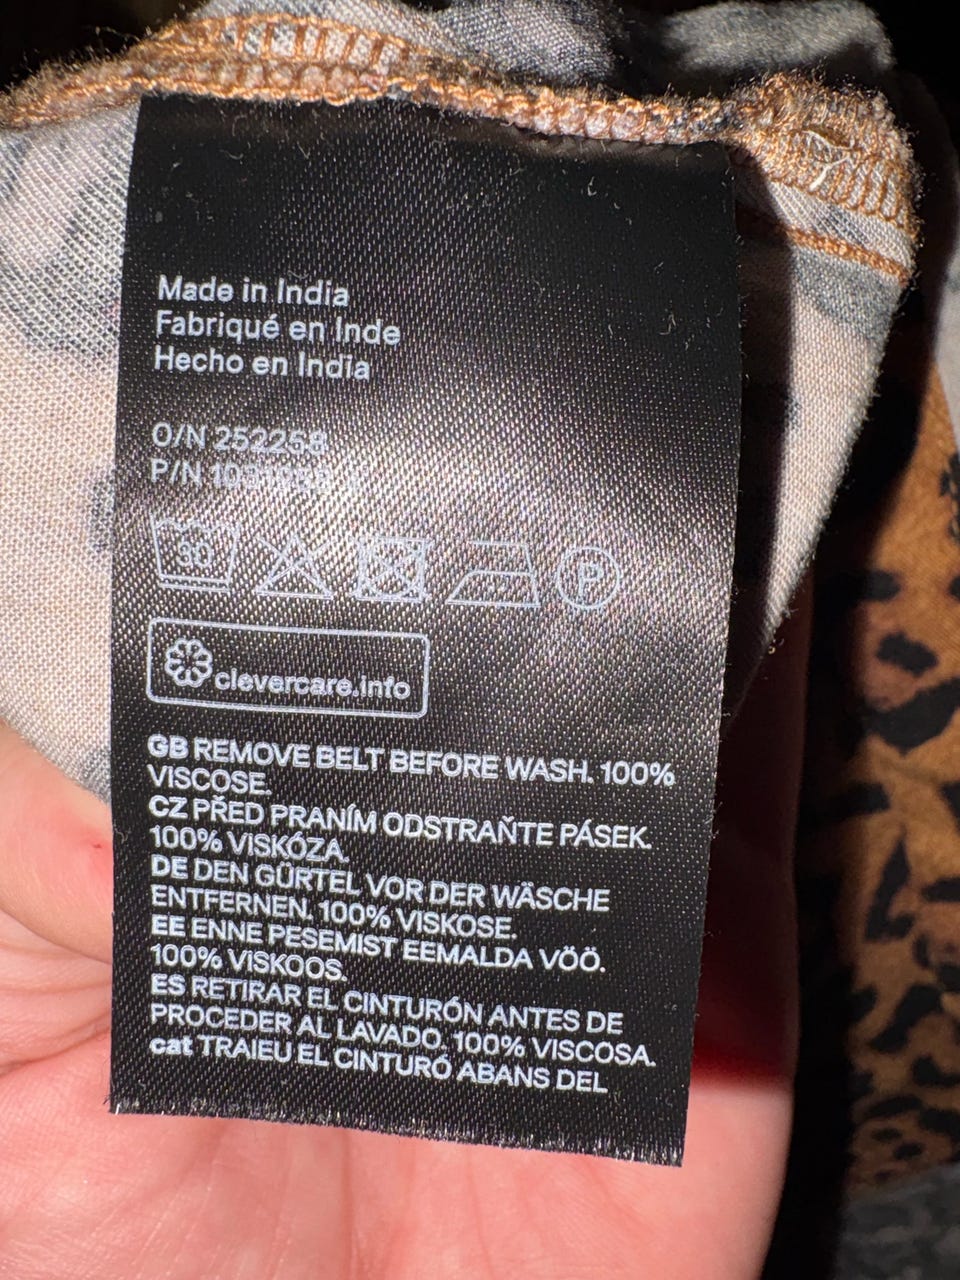 Made in India
Fabriqué en Inde
Hecho en India
O/N 252258
P/N
30
P
clevercare.info
GB REMOVE BELT BEFORE WASH. 100%
VISCOSE.
CZ PŘED PRANÍM ODSTRAŇTE PÁSEK.
100% VISKÓZA.
DE DEN GÜRTEL VOR DER WÄSCHE
ENTFERNEN. 100% VISKOSE.
EE ENNE PESEMIST EEMALDA VÖÖ.
100% VISKOOS.
ES RETIRAR EL CINTURÓN ANTES DE
PROCEDER AL LAVADO. 100% VISCOSA.
cat TRAIEU EL CINTURÓ ABANS DEL